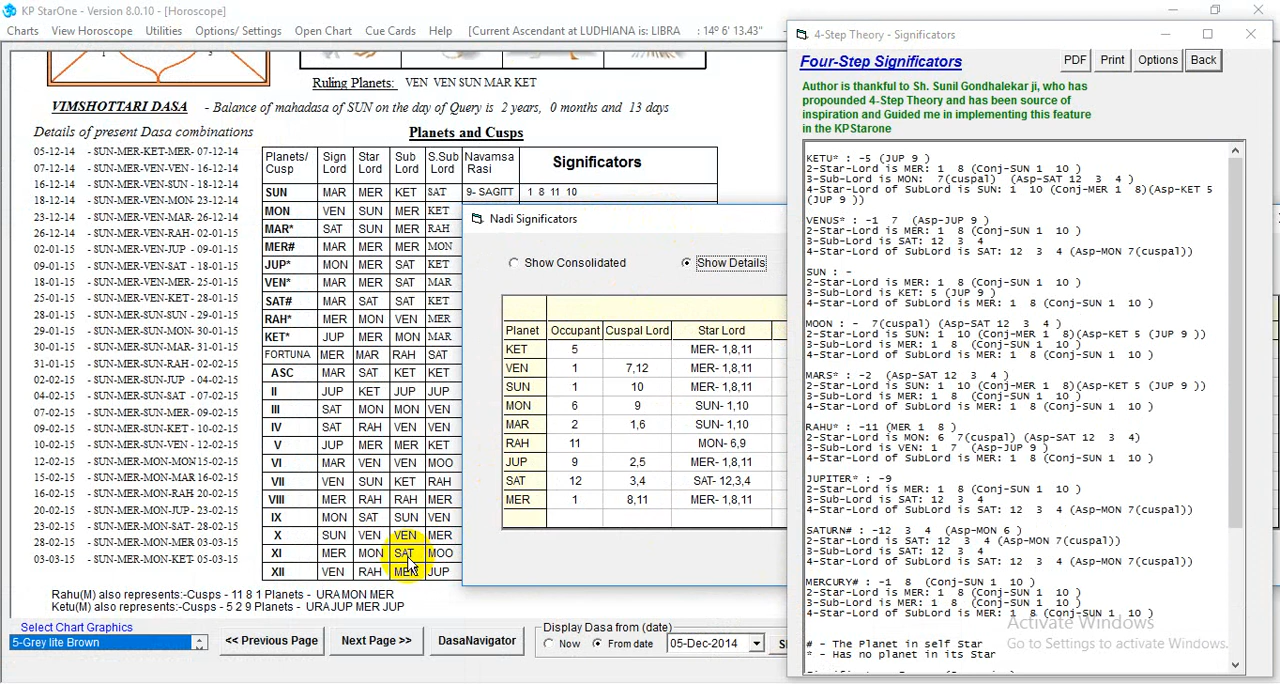 KP StarOne - Version 8.0.10 - [Horoscope]
Charts View Horoscope Utilities Options/ Settings Open Chart Cue Cards Help [Current Ascendant at LUDHIANA is: LIBRA : 14° 6' 13.43"
Ruling Planets: VEN VEN SUN MAR KET
VIMSHOTTARI DASA - Balance of mahadasa of SUN on the day of Query is 2 years, 0 months and 13 days
Details of present Dasa combinations
05-12-14 - SUN-MER-KET-MER- 07-12-14
07-12-14 - SUN-MER-VEN-VEN - 16-12-14
16-12-14 - SUN-MER-VEN-SUN - 18-12-14
18-12-14 - SUN-MER-VEN-MON- 23-12-14
23-12-14 - SUN-MER-VEN-MAR- 26-12-14
26-12-14 - SUN-MER-VEN-RAH - 02-01-15
02-01-15 - SUN-MER-VEN-JUP - 09-01-15
09-01-15 - SUN-MER-VEN-SAT - 18-01-15
18-01-15 - SUN-MER-VEN-MER- 25-01-15
25-01-15 - SUN-MER-VEN-KET - 28-01-15
28-01-15 - SUN-MER-SUN-SUN - 29-01-15
29-01-15 - SUN-MER-SUN-MON- 30-01-15
30-01-15 - SUN-MER-SUN-MAR- 31-01-15
31-01-15 - SUN-MER-SUN-RAH - 02-02-15
02-02-15 - SUN-MER-SUN-JUP - 04-02-15
04-02-15 - SUN-MER-SUN-SAT - 07-02-15
07-02-15 - SUN-MER-SUN-MER- 09-02-15
09-02-15 - SUN-MER-SUN-KET - 10-02-15
10-02-15 - SUN-MER-SUN-VEN - 12-02-15
12-02-15 - SUN-MER-MON-MON 15-02-15
15-02-15 - SUN-MER-MON-MAR 16-02-15
16-02-15 - SUN-MER-MON-RAH- 20-02-15
20-02-15 - SUN-MER-MON-JUP - 23-02-15
23-02-15 - SUN-MER-MON-SAT- 28-02-15
28-02-15 - SUN-MER-MON-MER 03-03-15
03-03-15 - SUN-MER-MON-KET- 05-03-15
Planets and Cusps
Planets/ Cusp Sign Lord Star Lord Sub Lord S.Sub Lord Navamsa Rasi Significators
SUN MAR MER KET SAT 9- SAGITT 1 8 11 10
MON VEN SUN MER KET
MAR* SAT SUN MER RAH
MER# MAR MER MER MON
JUP* MON MER SAT KET
VEN* MAR MER SAT MAR
SAT# MAR SAT SAT KET
RAH* MER MON VEN MER
KET* JUP MER MON MAR
FORTUNA MER MAR RAH SAT
ASC MAR SAT KET KET
II JUP KET JUP JUP
III SAT MON MON VEN
IV SAT RAH VEN VEN
V JUP MER MER KET
VI MAR VEN VEN MOO
VII VEN SUN KET RAH
VIII MER RAH RAH MER
IX MON SAT SUN VEN
X SUN VEN VEN MER
XI MER MON SAT MOO
XII VEN RAH MER JUP
Rahu(M) also represents:-Cusps - 11 8 1 Planets - URA MON MER
Ketu(M) also represents:-Cusps - 5 2 9 Planets - URA JUP MER JUP
Select Chart Graphics
5-Grey lite Brown
<< Previous Page Next Page >> DasaNavigator
Display Dasa from (date)
Now From date 05-Dec-2014
Nadi Significators
Show Consolidated Show Details
Planet Occupant Cuspal Lord Star Lord
KET 5 MER- 1,8,11
VEN 1 7,12 MER- 1,8,11
SUN 1 10 MER- 1,8,11
MON 6 9 SUN- 1,10
MAR 2 1,6 SUN- 1,10
RAH 11 MON- 6,9
JUP 9 2,5 MER- 1,8,11
SAT 12 3,4 SAT- 12,3,4
MER 1 8,11 MER- 1,8,11
4-Step Theory - Significators
Four-Step Significators PDF Print Options Back
Author is thankful to Sh. Sunil Gondhalekar ji, who has
propounded 4-Step Theory and has been source of
inspiration and Guided me in implementing this feature
in the KPStarone
KETU* : -5 (JUP 9 )
2-Star-Lord is MER: 1 8 (Conj-SUN 1 10 )
3-Sub-Lord is MON: 7(cuspal) (Asp-SAT 12 3 4 )
4-Star-Lord of SubLord is SUN: 1 10 (Conj-MER 1 8)(Asp-KET 5
(JUP 9 ))
VENUS* : -1 7 (Asp-JUP 9 )
2-Star-Lord is MER: 1 8 (Conj-SUN 1 10 )
3-Sub-Lord is SAT: 12 3 4
4-Star-Lord of SubLord is SAT: 12 3 4 (Asp-MON 7(cuspal))
SUN : -
2-Star-Lord is MER: 1 8 (Conj-SUN 1 10 )
3-Sub-Lord is KET: 5 (JUP 9 )
4-Star-Lord of SubLord is MER: 1 8 (Conj-SUN 1 10 )
MOON : - 7(cuspal) (Asp-SAT 12 3 4 )
2-Star-Lord is SUN: 1 10 (Conj-MER 1 8)(Asp-KET 5 (JUP 9 ))
3-Sub-Lord is MER: 1 8 (Conj-SUN 1 10 )
4-Star-Lord of SubLord is MER: 1 8 (Conj-SUN 1 10 )
MARS* : -2 (Asp-SAT 12 3 4 )
2-Star-Lord is SUN: 1 10 (Conj-MER 1 8)(Asp-KET 5 (JUP 9 ))
3-Sub-Lord is MER: 1 8 (Conj-SUN 1 10 )
4-Star-Lord of SubLord is MER: 1 8 (Conj-SUN 1 10 )
RAHU* : -11 (MER 1 8 )
2-Star-Lord is MON: 6 7(cuspal) (Asp-SAT 12 3 4)
3-Sub-Lord is VEN: 1 7 (Asp-JUP 9 )
4-Star-Lord of SubLord is MER: 1 8 (Conj-SUN 1 10 )
JUPITER* : -9
2-Star-Lord is MER: 1 8 (Conj-SUN 1 10 )
3-Sub-Lord is SAT: 12 3 4
4-Star-Lord of SubLord is SAT: 12 3 4 (Asp-MON 7(cuspal))
SATURN# : -12 3 4 (Asp-MON 6 )
2-Star-Lord is SAT: 12 3 4 (Asp-MON 7(cuspal))
3-Sub-Lord is SAT: 12 3 4
4-Star-Lord of SubLord is SAT: 12 3 4 (Asp-MON 7(cuspal))
MERCURY# : -1 8 (Conj-SUN 1 10 )
2-Star-Lord is MER: 1 8 (Conj-SUN 1 10 )
3-Sub-Lord is MER: 1 8 (Conj-SUN 1 10 )
4-Star-Lord of SubLord is MER: 1 8 (Conj-SUN 1 10 )
# - The Planet in self Star
* - Has no planet in its Star
Activate Windows
Go to Settings to activate Windows.